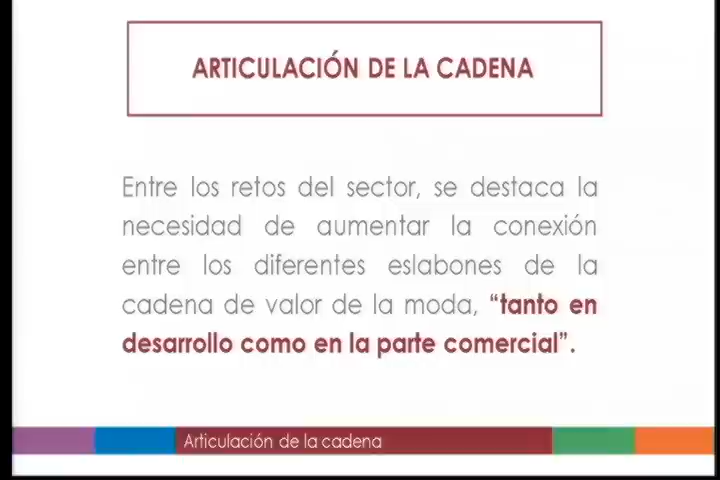 ARTICULACIÓN DE LA CADENA
Entre los retos del sector, se destaca la
necesidad de aumentar la conexión
entre los diferentes eslabones de la
cadena de valor de la moda, “tanto en
desarrollo como en la parte comercial”.
Articulación de la cadena